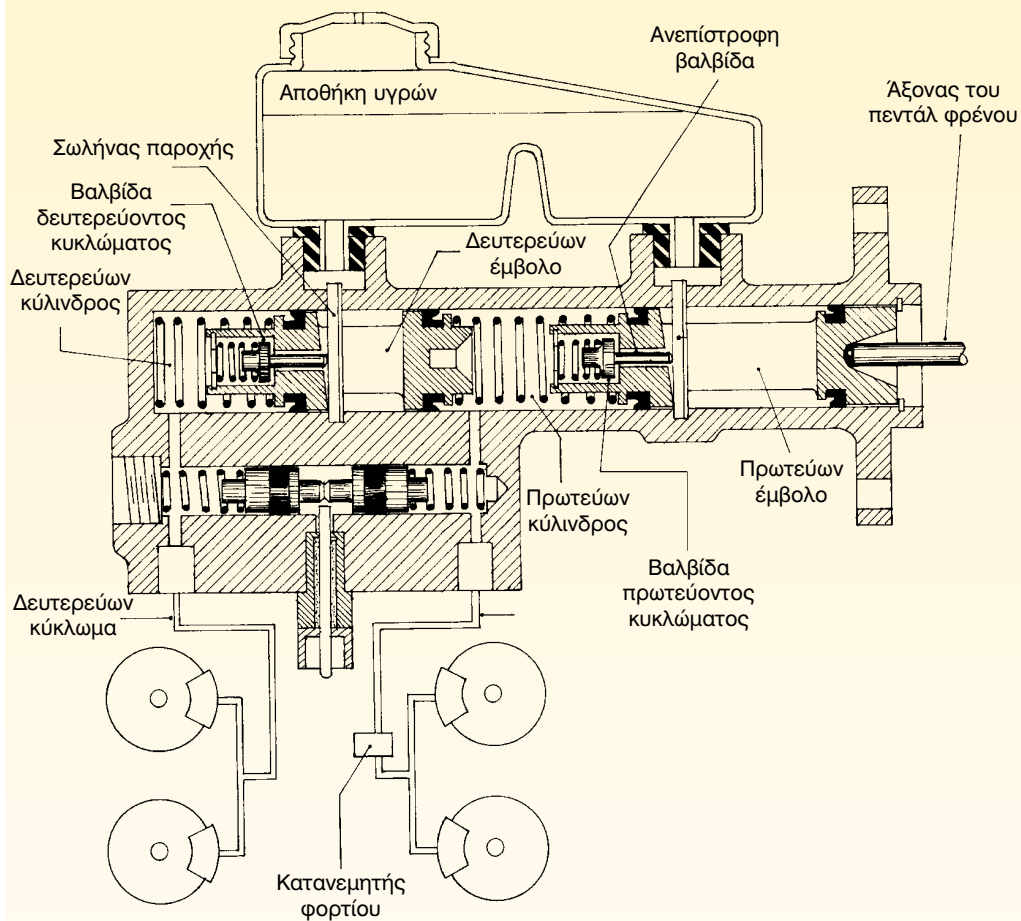 Ανεπίστροφη
βαλβίδα
Αποθήκη υγρών
Άξονας του
πεντάλ φρένου
Σωλήνας παροχής
Βαλβίδα
δευτερεύοντος
κυκλώματος
Δευτερεύων
κύλινδρος
Δευτερεύων
έμβολο
Πρωτεύων
κύλινδρος
Πρωτεύων
έμβολο
Βαλβίδα
πρωτεύοντος
κυκλώματος
Δευτερεύων
κύκλωμα
Κατανεμητής
φορτίου